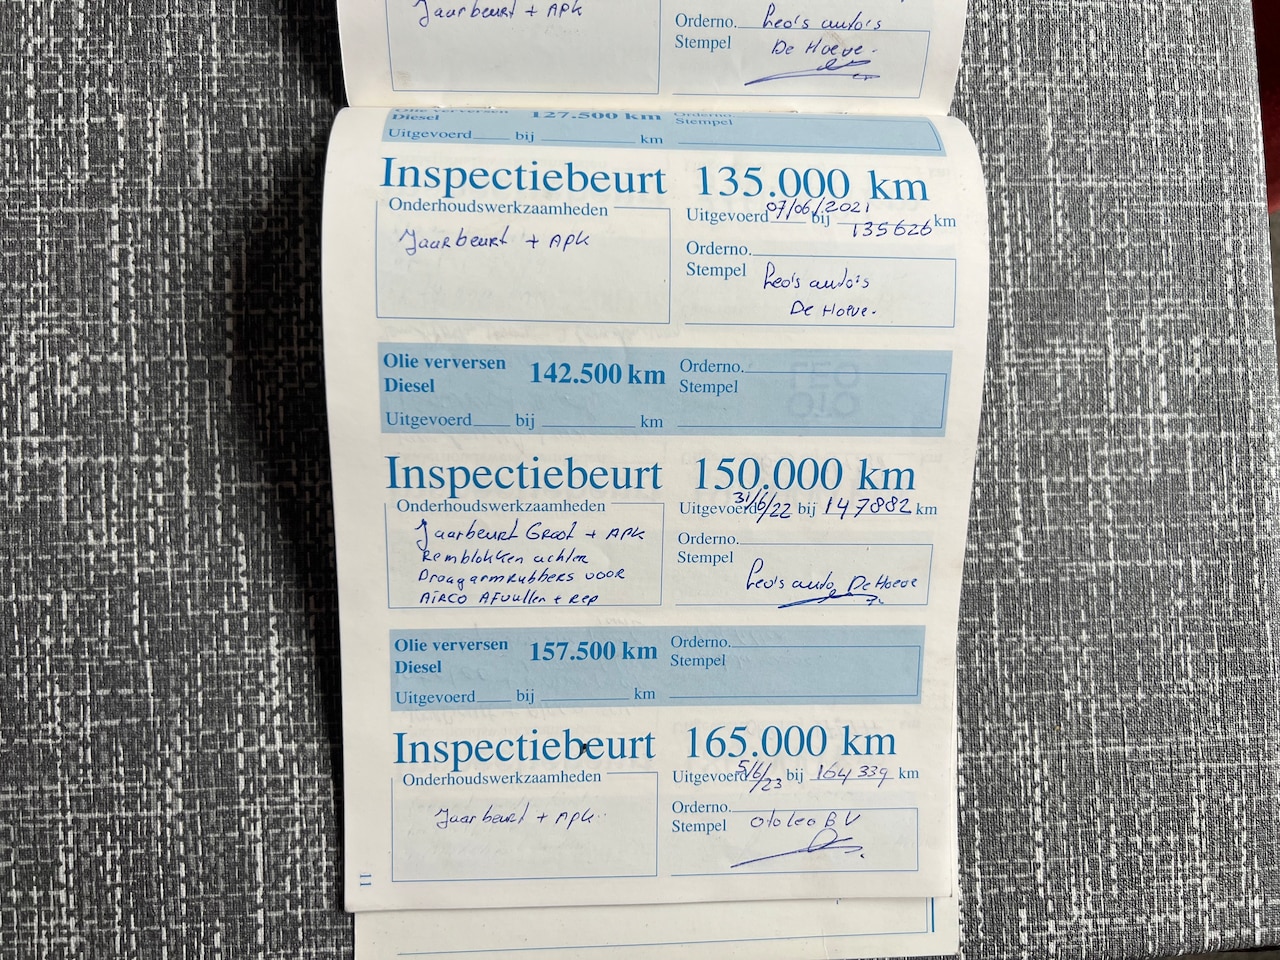 Jaarbeurt + APK
Orderno. Leo's auto's
Stempel De Hoeve.
Olie verversen 127.500 km Orderno.
Diesel Stempel
Uitgevoerd bij km
Inspectiebeurt 135.000 km
Onderhoudswerkzaamheden
Uitgevoerd 07/06/2021 bij 135626 km
Jaarbeurt + APK
Orderno.
Stempel Leo's auto's
De Hoeve.
Olie verversen 142.500 km Orderno.
Diesel Stempel
Uitgevoerd bij km
Inspectiebeurt 150.000 km
Onderhoudswerkzaamheden
Uitgevoerd 31/6/22 bij 147882 km
Jaarbeurt Groot + APK
Remblokken achter
Draagarmrubbers voor
Airco Afvullen + Rep
Orderno.
Stempel Leo's auto De Hoeve
Olie verversen 157.500 km Orderno.
Diesel Stempel
Uitgevoerd bij km
Inspectiebeurt 165.000 km
Onderhoudswerkzaamheden
Uitgevoerd 5/6/23 bij 164339 km
Jaarbeurt + APK
Orderno.
Stempel Oto Leo BV
11